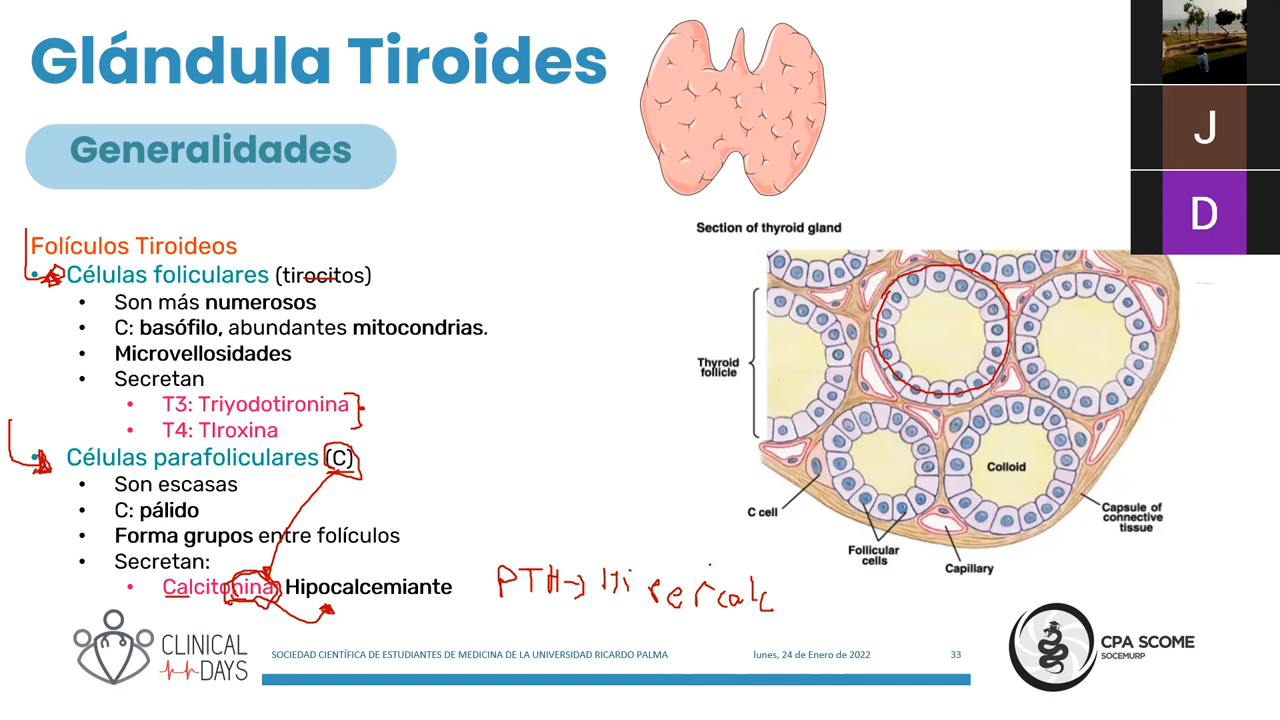 Glándula Tiroides
Generalidades
J
D
Folículos Tiroideos
• Células foliculares (tirocitos)
• Son más numerosos
• C: basófilo, abundantes mitocondrias.
• Microvellosidades
• Secretan
• T3: Triyodotironina
• T4: TIroxina
• Células parafoliculares (C)
• Son escasas
• C: pálido
• Forma grupos entre folículos
• Secretan:
• Calcitonina: Hipocalcemiante
PTH→
Section of thyroid gland
Thyroid
follicle
Colloid
C cell
Capsule of
connective
tissue
Follicular
cells
Capillary
CLINICAL
DAYS
SOCIEDAD CIENTÍFICA DE ESTUDIANTES DE MEDICINA DE LA UNIVERSIDAD RICARDO PALMA
lunes, 24 de Enero de 2022
33
CPA SCOME
SOCEMURP